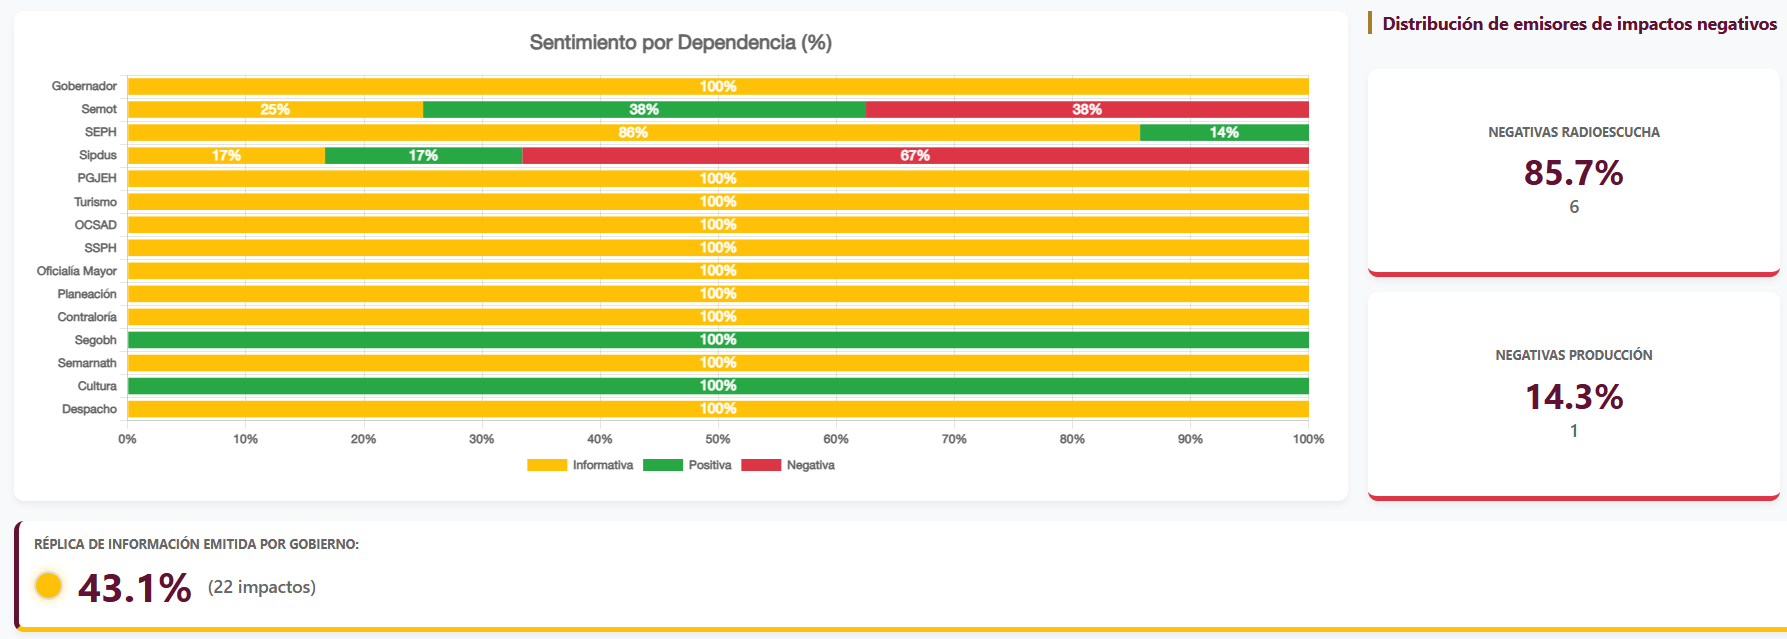 Sentimiento por Dependencia (%)
Gobernador 100%
Semot 25% 38% 38%
SEPH 86% 14%
Sipdus 17% 17% 67%
PGJEH 100%
Turismo 100%
OCSAD 100%
SSPH 100%
Oficialía Mayor 100%
Planeación 100%
Contraloría 100%
Segobh 100%
Semarnath 100%
Cultura 100%
Despacho 100%
0% 10% 20% 30% 40% 50% 60% 70% 80% 90% 100%
Informativa Positiva Negativa
Distribución de emisores de impactos negativos
NEGATIVAS RADIOESCUCHA
85.7%
6
NEGATIVAS PRODUCCIÓN
14.3%
1
RÉPLICA DE INFORMACIÓN EMITIDA POR GOBIERNO:
43.1% (22 impactos)